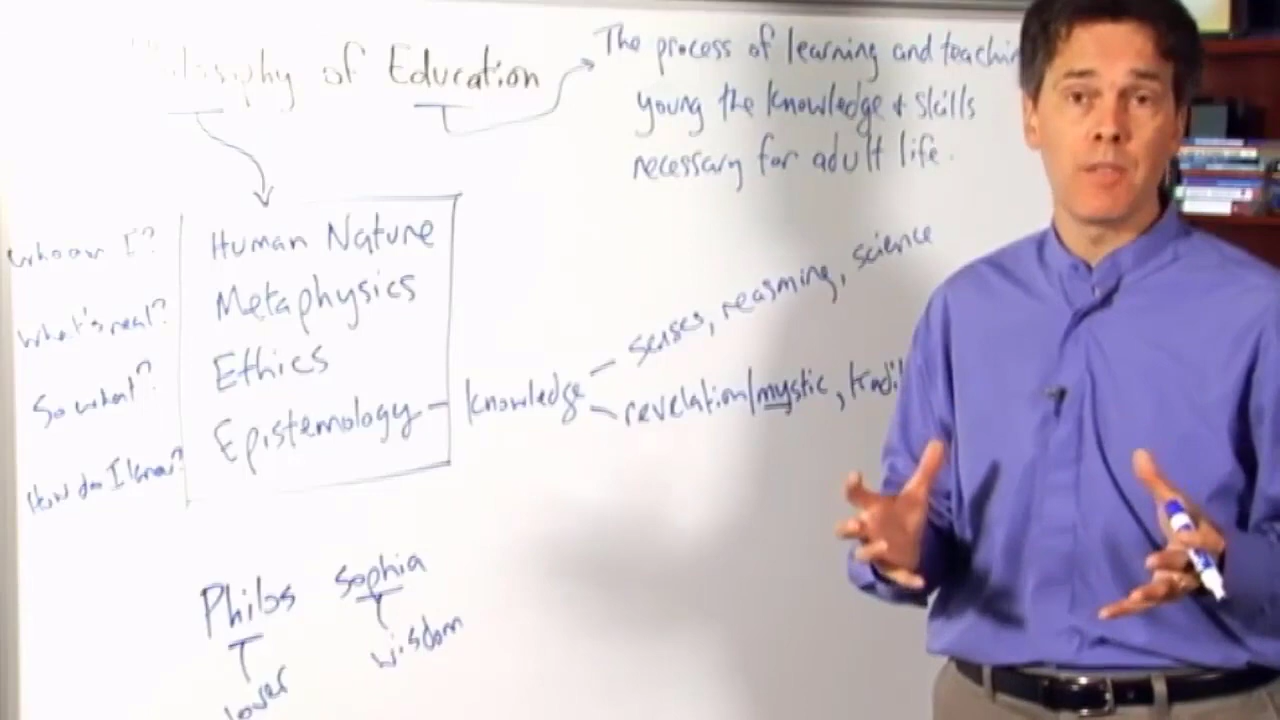 of Education
The process of learning and
young the knowledge & skills
necessary for adult life.
who am I?
Human Nature
What's real?
Metaphysics
So what?
Ethics
How do I know?
Epistemology
knowledge
senses, reasoning, science
revelation/mystic,
Philos Sophia
lover
wisdom